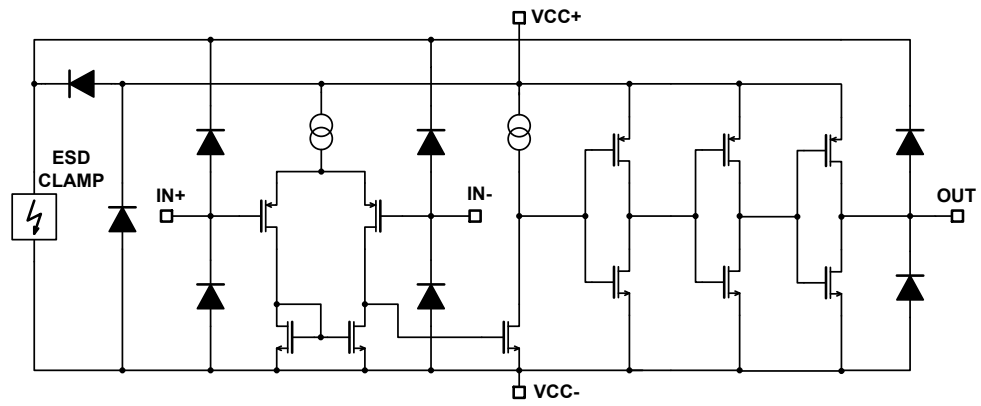 VCC+
ESD
CLAMP
IN+
IN-
OUT
VCC-